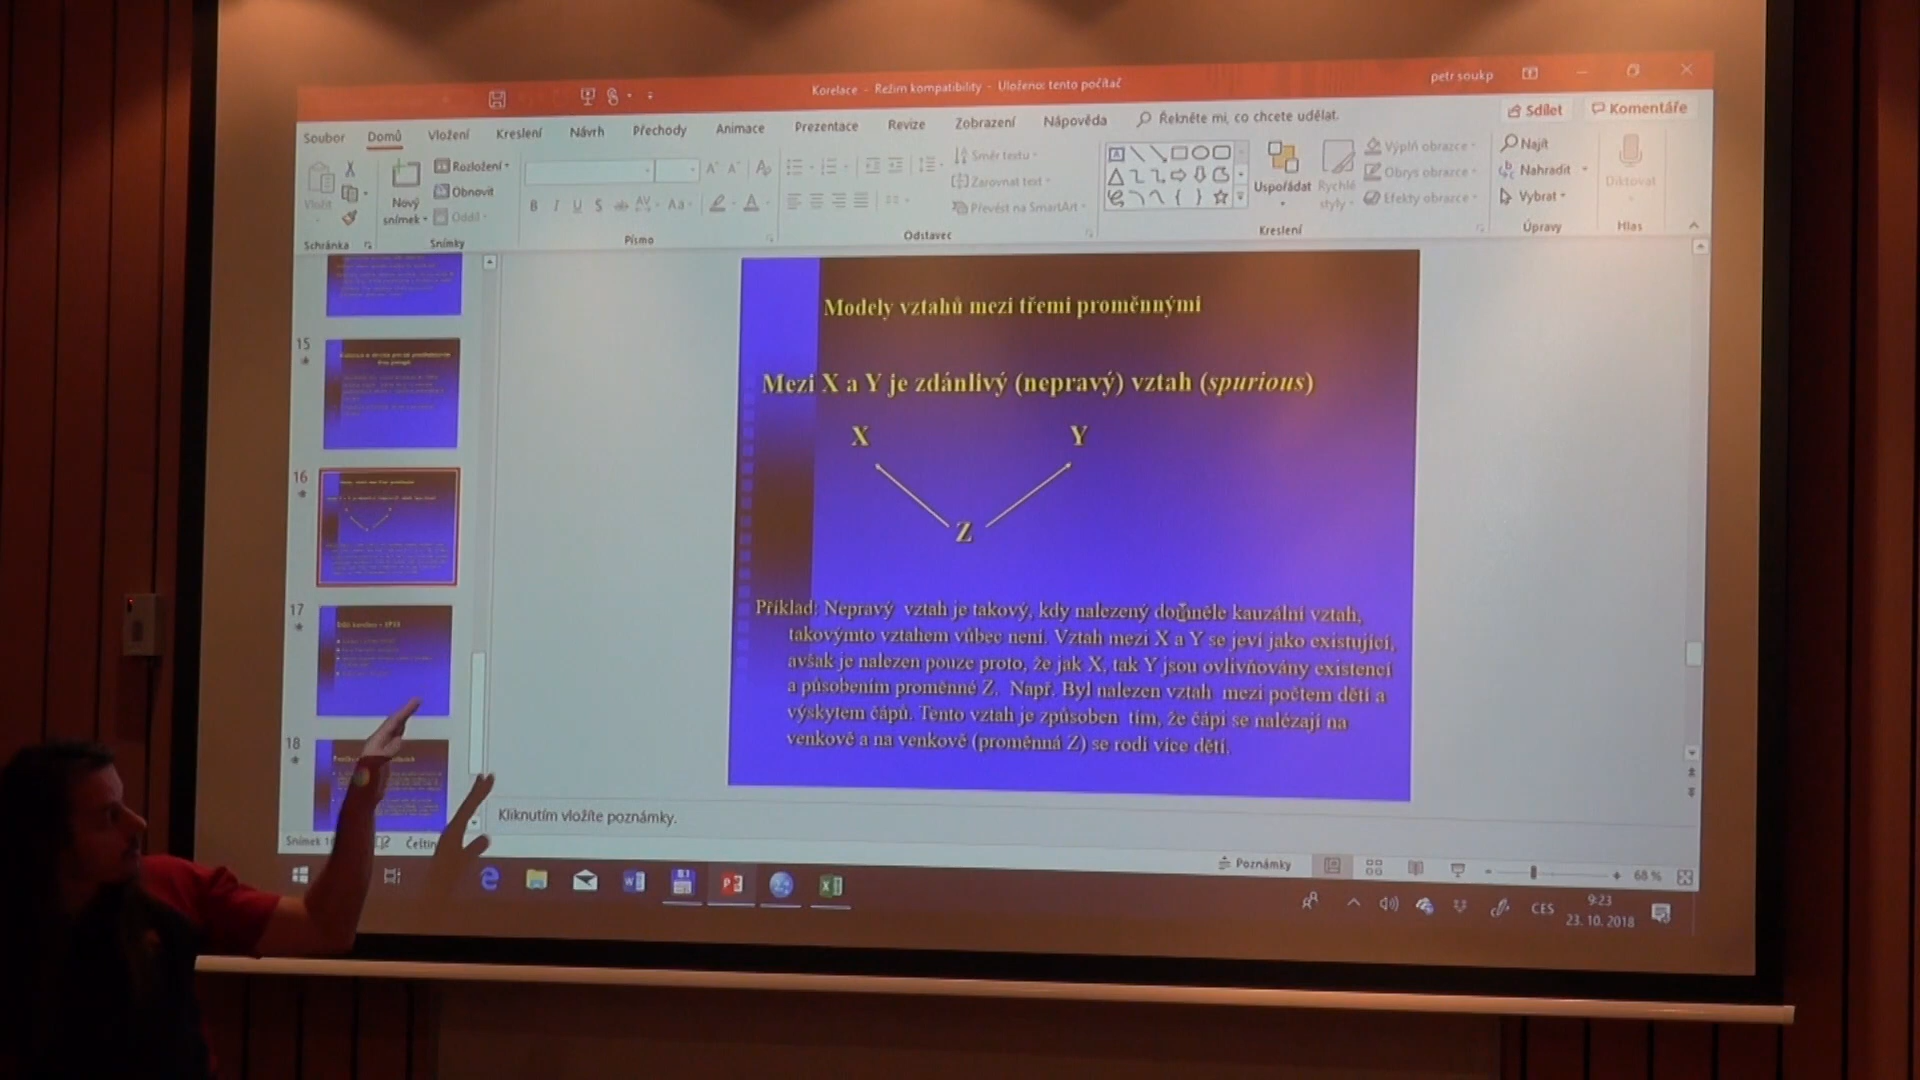 Korelace - Režim kompatibility - Uloženo: tento počítač
petr soukp
Soubor Domů Vložení Kreslení Návrh Přechody Animace Prezentace Revize Zobrazení Nápověda Řekněte mi, co chcete udělat.
Sdílet Komentáře
Vložit
Nový snímek
Rozložení
Obnovit
Oddíl
Směr textu
Zarovnat text
Převést na SmartArt
Uspořádat
Rychlé styly
Výplň obrazce
Obrys obrazce
Efekty obrazce
Najít
Nahradit
Vybrat
Diktovat
Schránka Snímky Písmo Odstavec Kreslení Úpravy Hlas
15
16
17
18
Modely vztahů mezi třemi proměnnými
Mezi X a Y je zdánlivý (nepravý) vztah (spurious)
X Y
Z
Příklad: Nepravý vztah je takový, kdy nalezený domněle kauzální vztah,
takovýmto vztahem vůbec není. Vztah mezi X a Y se jeví jako existující,
avšak je nalezen pouze proto, že jak X, tak Y jsou ovlivňovány existencí
a působením proměnné Z. Např. Byl nalezen vztah mezi počtem dětí a
výskytem čápů. Tento vztah je způsoben tím, že čápi se nalézají na
venkově a na venkově (proměnná Z) se rodí více dětí.
Kliknutím vložíte poznámky.
Poznámky
68 %
CES
9:23
23. 10. 2018